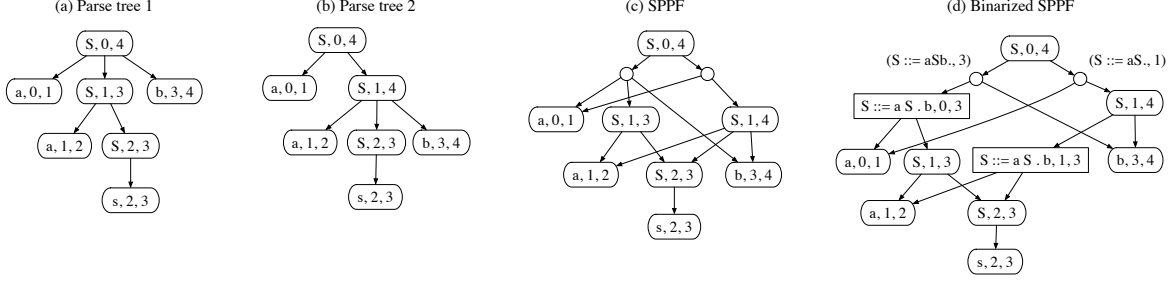 (a) Parse tree 1
S, 0, 4
a, 0, 1
S, 1, 3
b, 3, 4
a, 1, 2
S, 2, 3
s, 2, 3
(b) Parse tree 2
S, 0, 4
a, 0, 1
S, 1, 4
a, 1, 2
S, 2, 3
b, 3, 4
s, 2, 3
(c) SPPF
S, 0, 4
a, 0, 1
S, 1, 3
S, 1, 4
a, 1, 2
S, 2, 3
b, 3, 4
s, 2, 3
(d) Binarized SPPF
S, 0, 4
(S ::= aSb., 3)
(S ::= aS., 1)
S ::= a S . b, 0, 3
S, 1, 4
a, 0, 1
S, 1, 3
S ::= a S . b, 1, 3
b, 3, 4
a, 1, 2
S, 2, 3
s, 2, 3